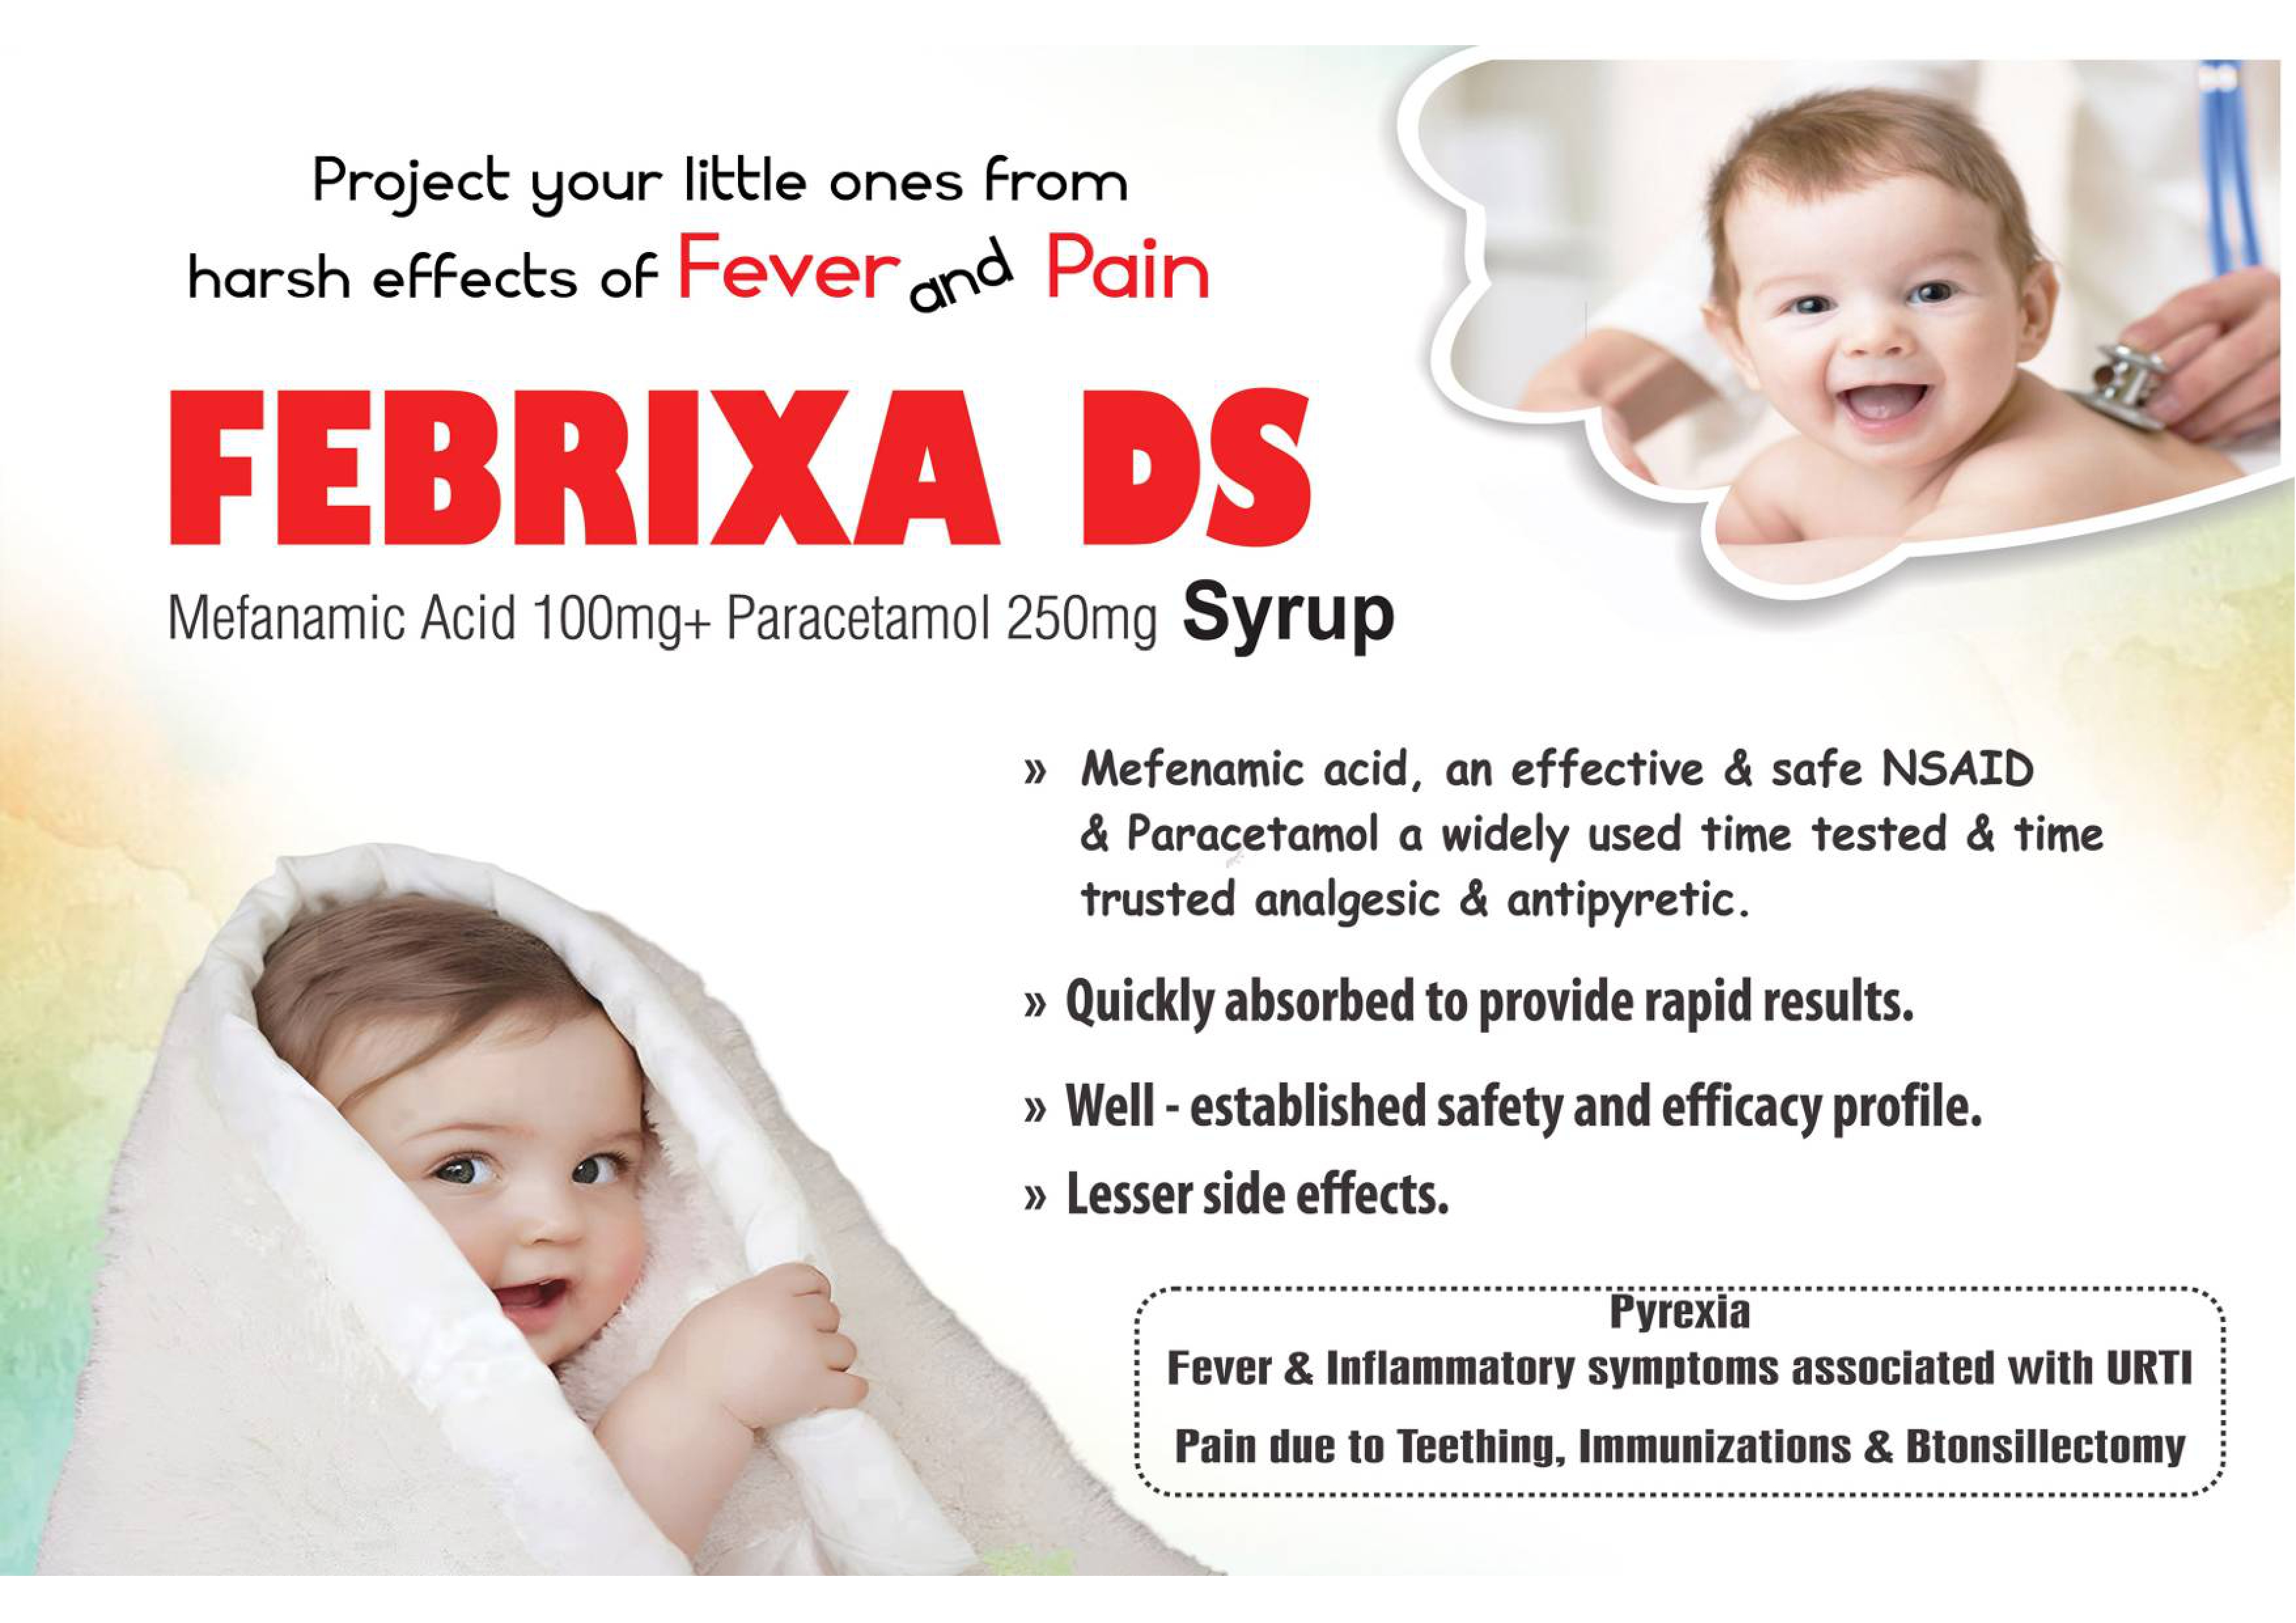 Project your little ones from
harsh effects of Fever and Pain
FEBRIXA DS
Mefanamic Acid 100mg+ Paracetamol 250mg Syrup
» Mefenamic acid, an effective & safe NSAID
& Paracetamol a widely used time tested & time
trusted analgesic & antipyretic.
» Quickly absorbed to provide rapid results.
» Well - established safety and efficacy profile.
» Lesser side effects.
Pyrexia
Fever & Inflammatory symptoms associated with URTI
Pain due to Teething, Immunizations & Btonsillectomy